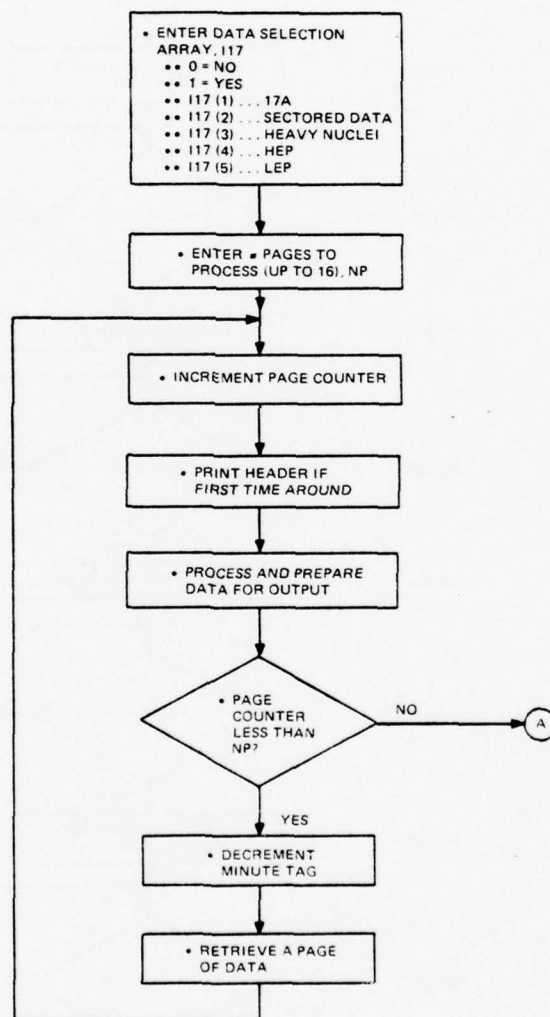 • ENTER DATA SELECTION
ARRAY, I17
•• 0 = NO
•• 1 = YES
•• I17 (1) ... 17A
•• I17 (2) ... SECTORED DATA
•• I17 (3) ... HEAVY NUCLEI
•• I17 (4) ... HEP
•• I17 (5) ... LEP
• ENTER # PAGES TO
PROCESS (UP TO 16), NP
• INCREMENT PAGE COUNTER
• PRINT HEADER IF
FIRST TIME AROUND
• PROCESS AND PREPARE
DATA FOR OUTPUT
• PAGE
COUNTER
LESS THAN
NP?
NO
A
YES
• DECREMENT
MINUTE TAG
• RETRIEVE A PAGE
OF DATA